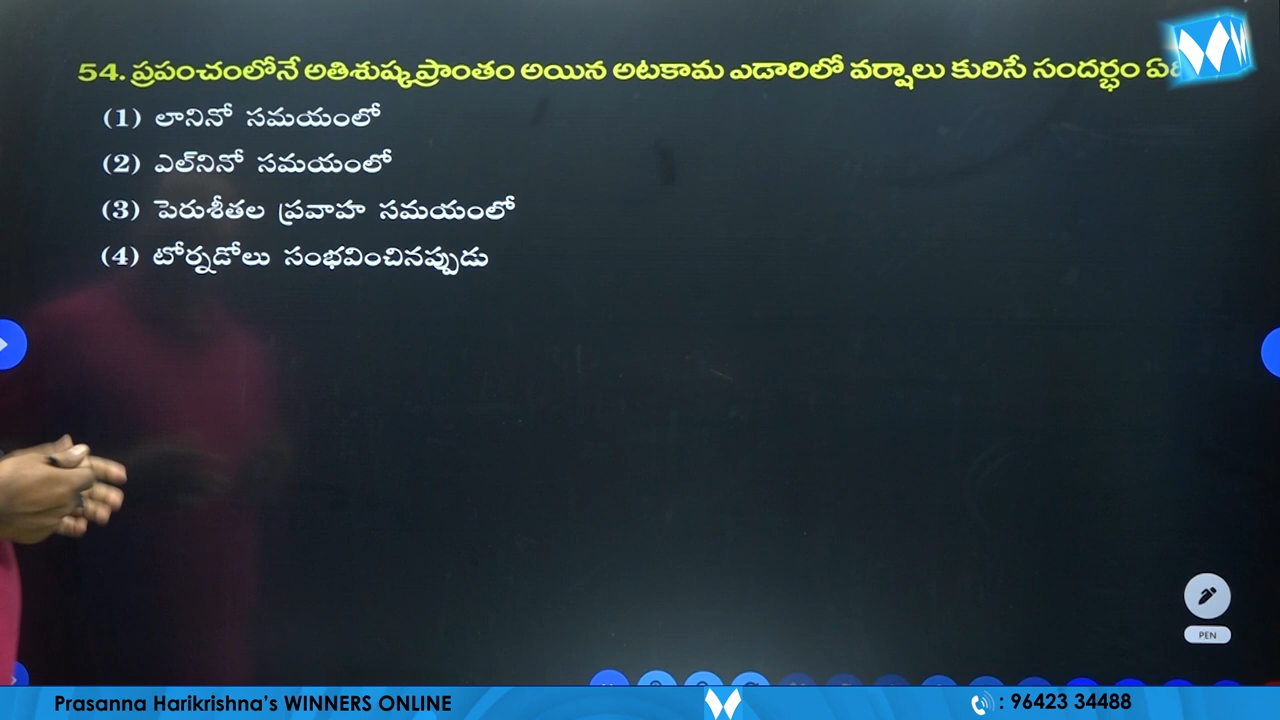 54. ప్రపంచంలోనే అతిశుష్కప్రాంతం అయిన అటకామ ఎడారిలో వర్షాలు కురిసే సందర్భం
(1) లానినో సమయంలో
(2) ఎల్‌నినో సమయంలో
(3) పెరుశీతల ప్రవాహ సమయంలో
(4) టోర్నడోలు సంభవించినప్పుడు
PEN
Prasanna Harikrishna's WINNERS ONLINE
: 96423 34488